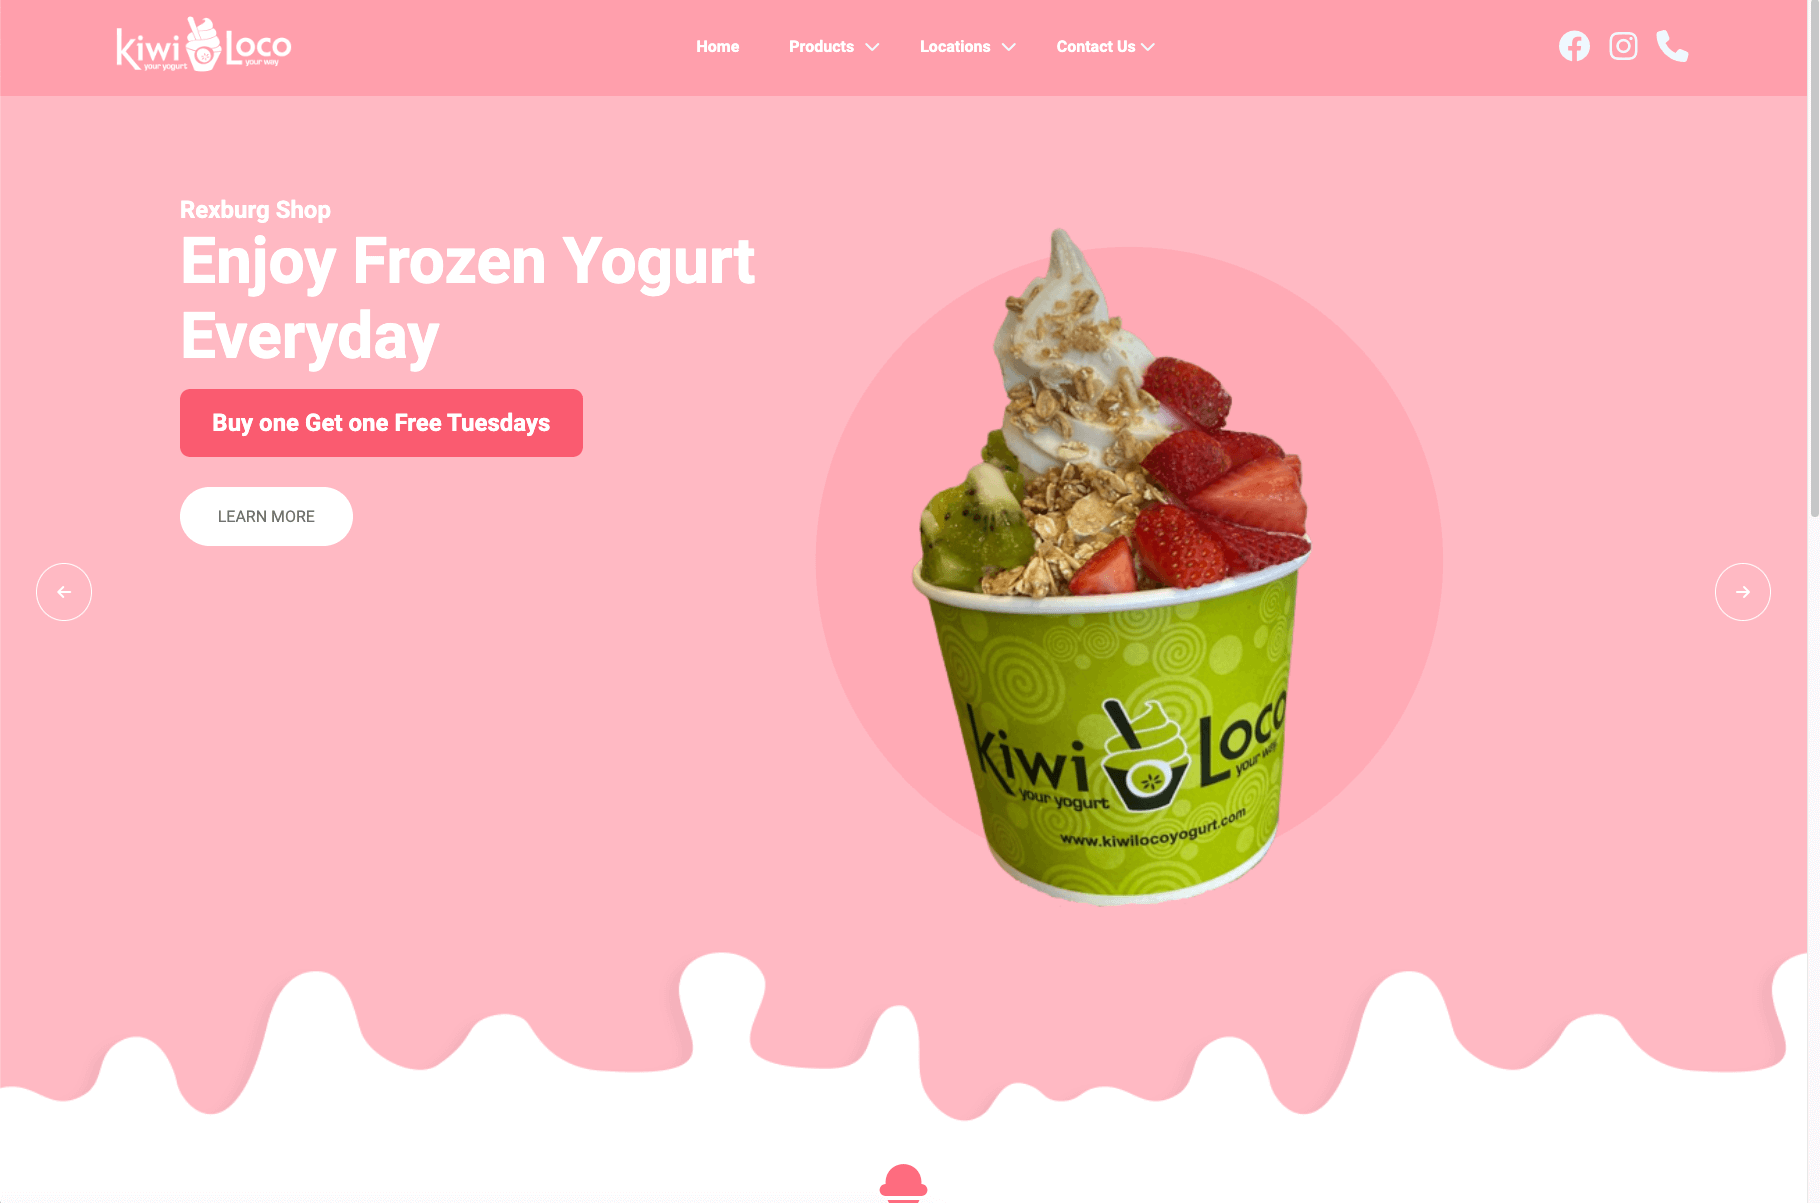 kiwi Loco
your yogurt your way
Home Products Locations Contact Us
Rexburg Shop
Enjoy Frozen Yogurt
Everyday
Buy one Get one Free Tuesdays
LEARN MORE
kiwi Loco
your yogurt your way
www.kiwilocoyogurt.com